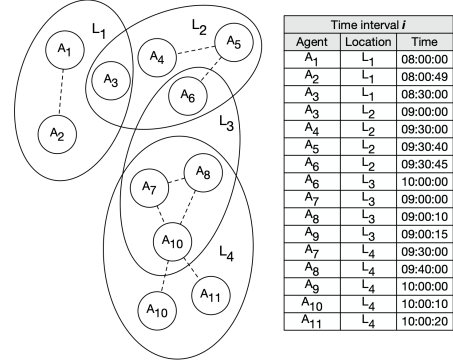 L1
L2
A1
A5
A4
A3
A6
A2
L3
A8
A7
A10
L4
A10
A11
Time interval i
Agent Location Time
A1 L1 08:00:00
A2 L1 08:00:49
A3 L1 08:30:00
A3 L2 09:00:00
A4 L2 09:30:00
A5 L2 09:30:40
A6 L2 09:30:45
A6 L3 10:00:00
A7 L3 09:00:00
A8 L3 09:00:10
A9 L3 09:00:15
A7 L4 09:30:00
A8 L4 09:40:00
A9 L4 10:00:00
A10 L4 10:00:10
A11 L4 10:00:20